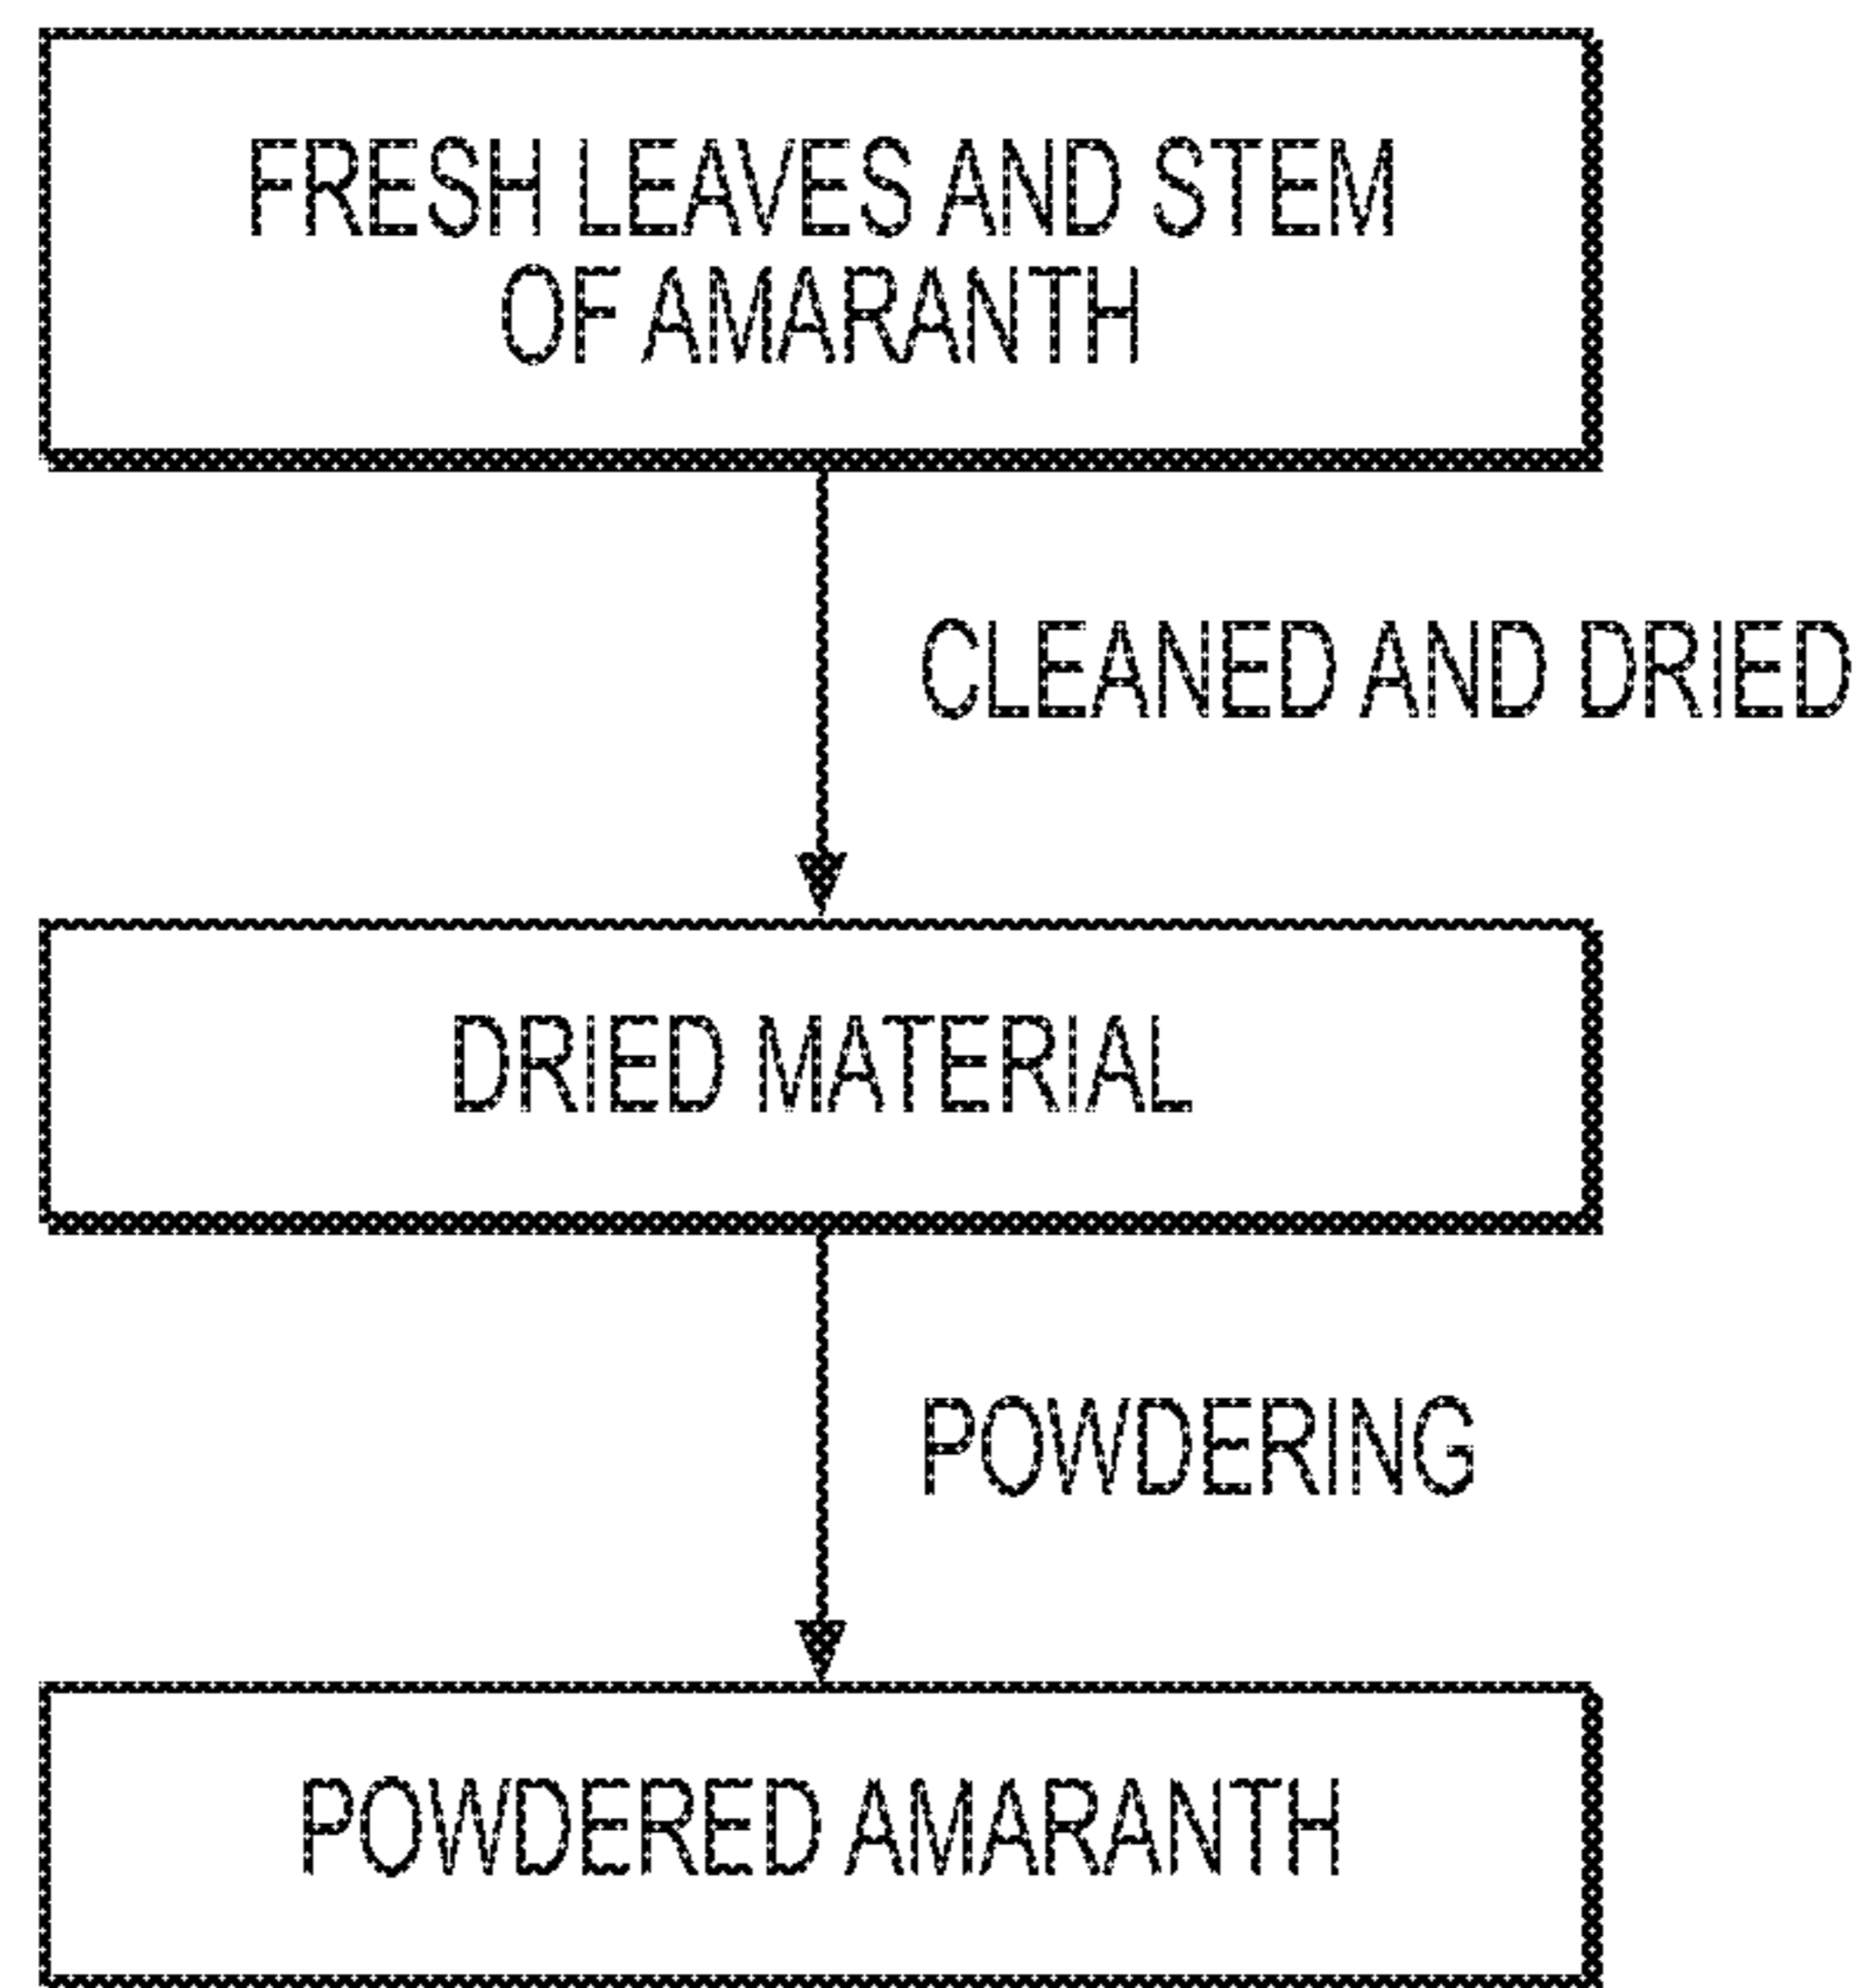 FRESH LEAVES AND STEM
OF AMARANTH
CLEANED AND DRIED
DRIED MATERIAL
POWDERING
POWDERED AMARANTH